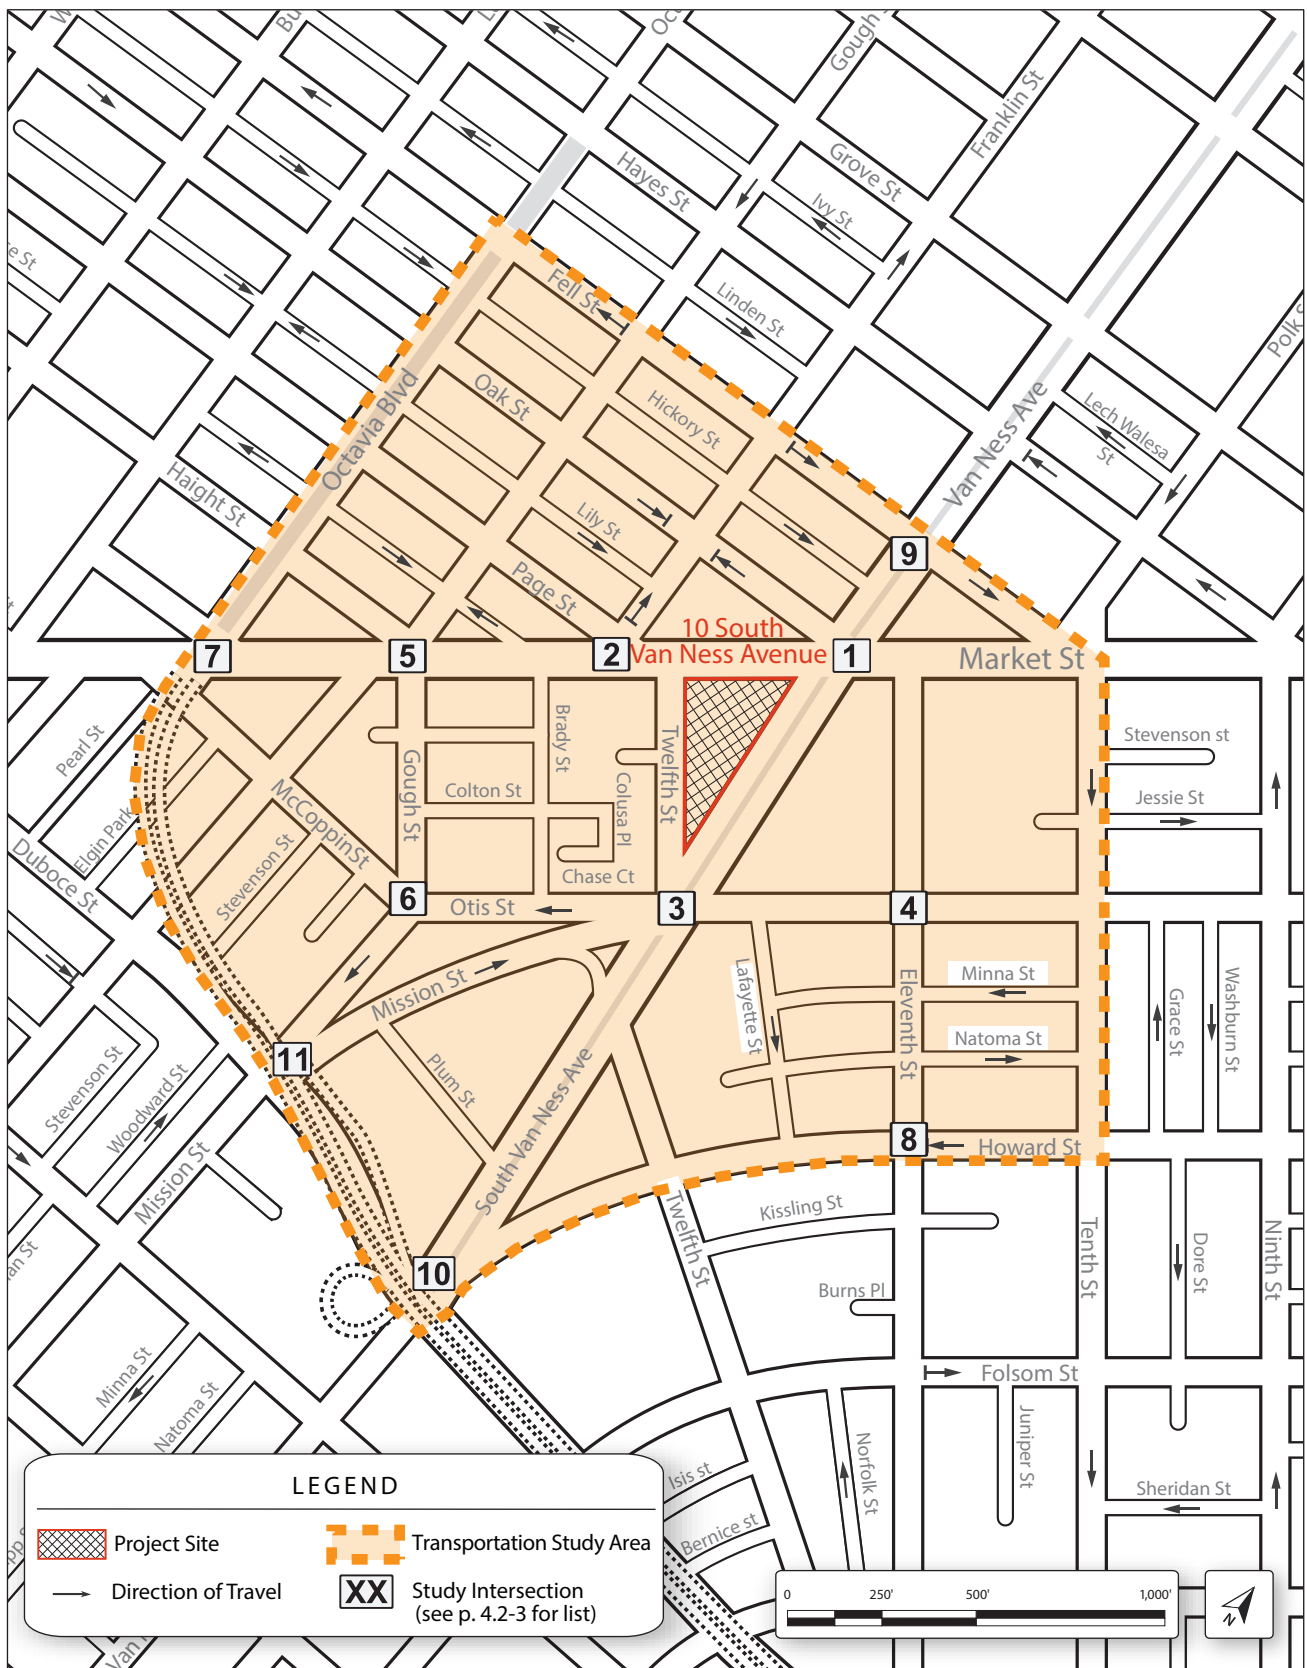 Gough
Franklin St
Hayes St
Grove St
Ivy St
Fell St
Linden St
Polk
Octavia Blvd
Oak St
Hickory St
Van Ness Ave
Lech Walesa
St
Haight St
Lily St
Page St
9
10 South
Van Ness Avenue
7
5
2
1
Market St
Pearl St
Gough St
Brady St
Twelfth St
Stevenson st
Colton St
Colusa Pl
Jessie St
McCoppin St
Elgin Park
Duboce St
Stevenson St
Chase Ct
6
Otis St
3
4
Mission St
Lafayette St
Eleventh St
Minna St
Natoma St
Grace St
Washburn St
11
Stevenson St
Woodward St
Plum St
South Van Ness Ave
8
Howard St
Mission St
Twelfth St
Kissling St
Tenth St
Dore St
Ninth St
10
Burns Pl
Minna St
Natoma St
Folsom St
Juniper St
Norfolk St
Isis st
Bernice st
Sheridan St
LEGEND
Project Site
Transportation Study Area
Direction of Travel
XX
Study Intersection
(see p. 4.2-3 for list)
0 250' 500' 1,000'
N
Van